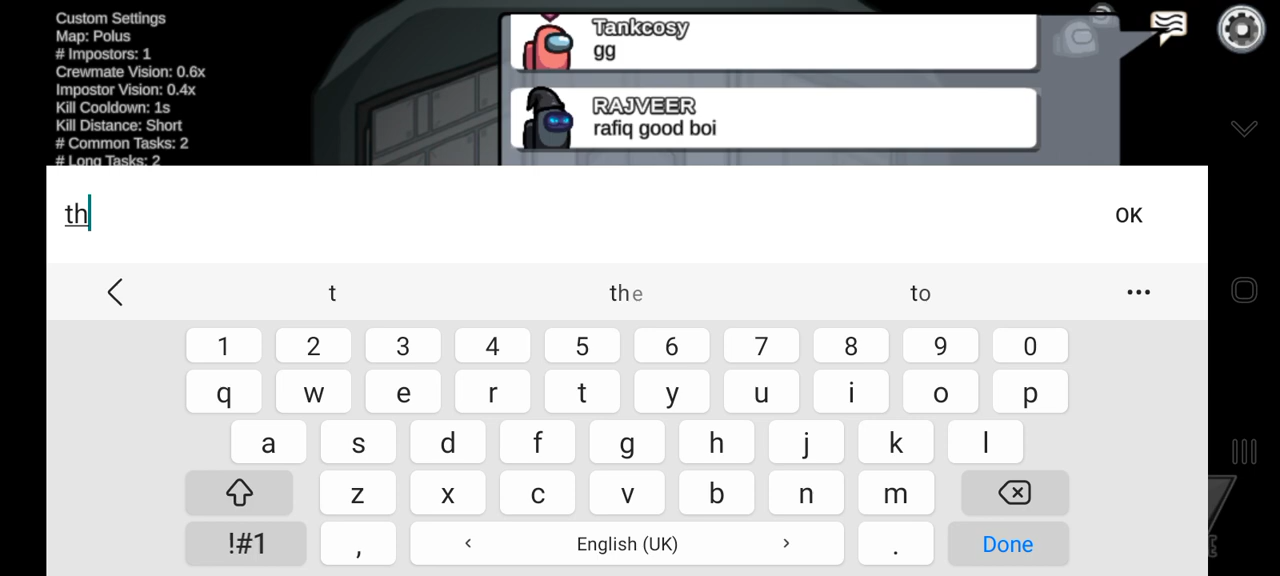 Custom Settings
Map: Polus
# Impostors: 1
Crewmate Vision: 0.6x
Impostor Vision: 0.4x
Kill Cooldown: 1s
Kill Distance: Short
# Common Tasks: 2
# Long Tasks: 2
Tankcosy
gg
RAJVEER
rafiq good boi
th
OK
t
the
to
1 2 3 4 5 6 7 8 9 0
q w e r t y u i o p
a s d f g h j k l
z x c v b n m
!#1 , < English (UK) > . Done